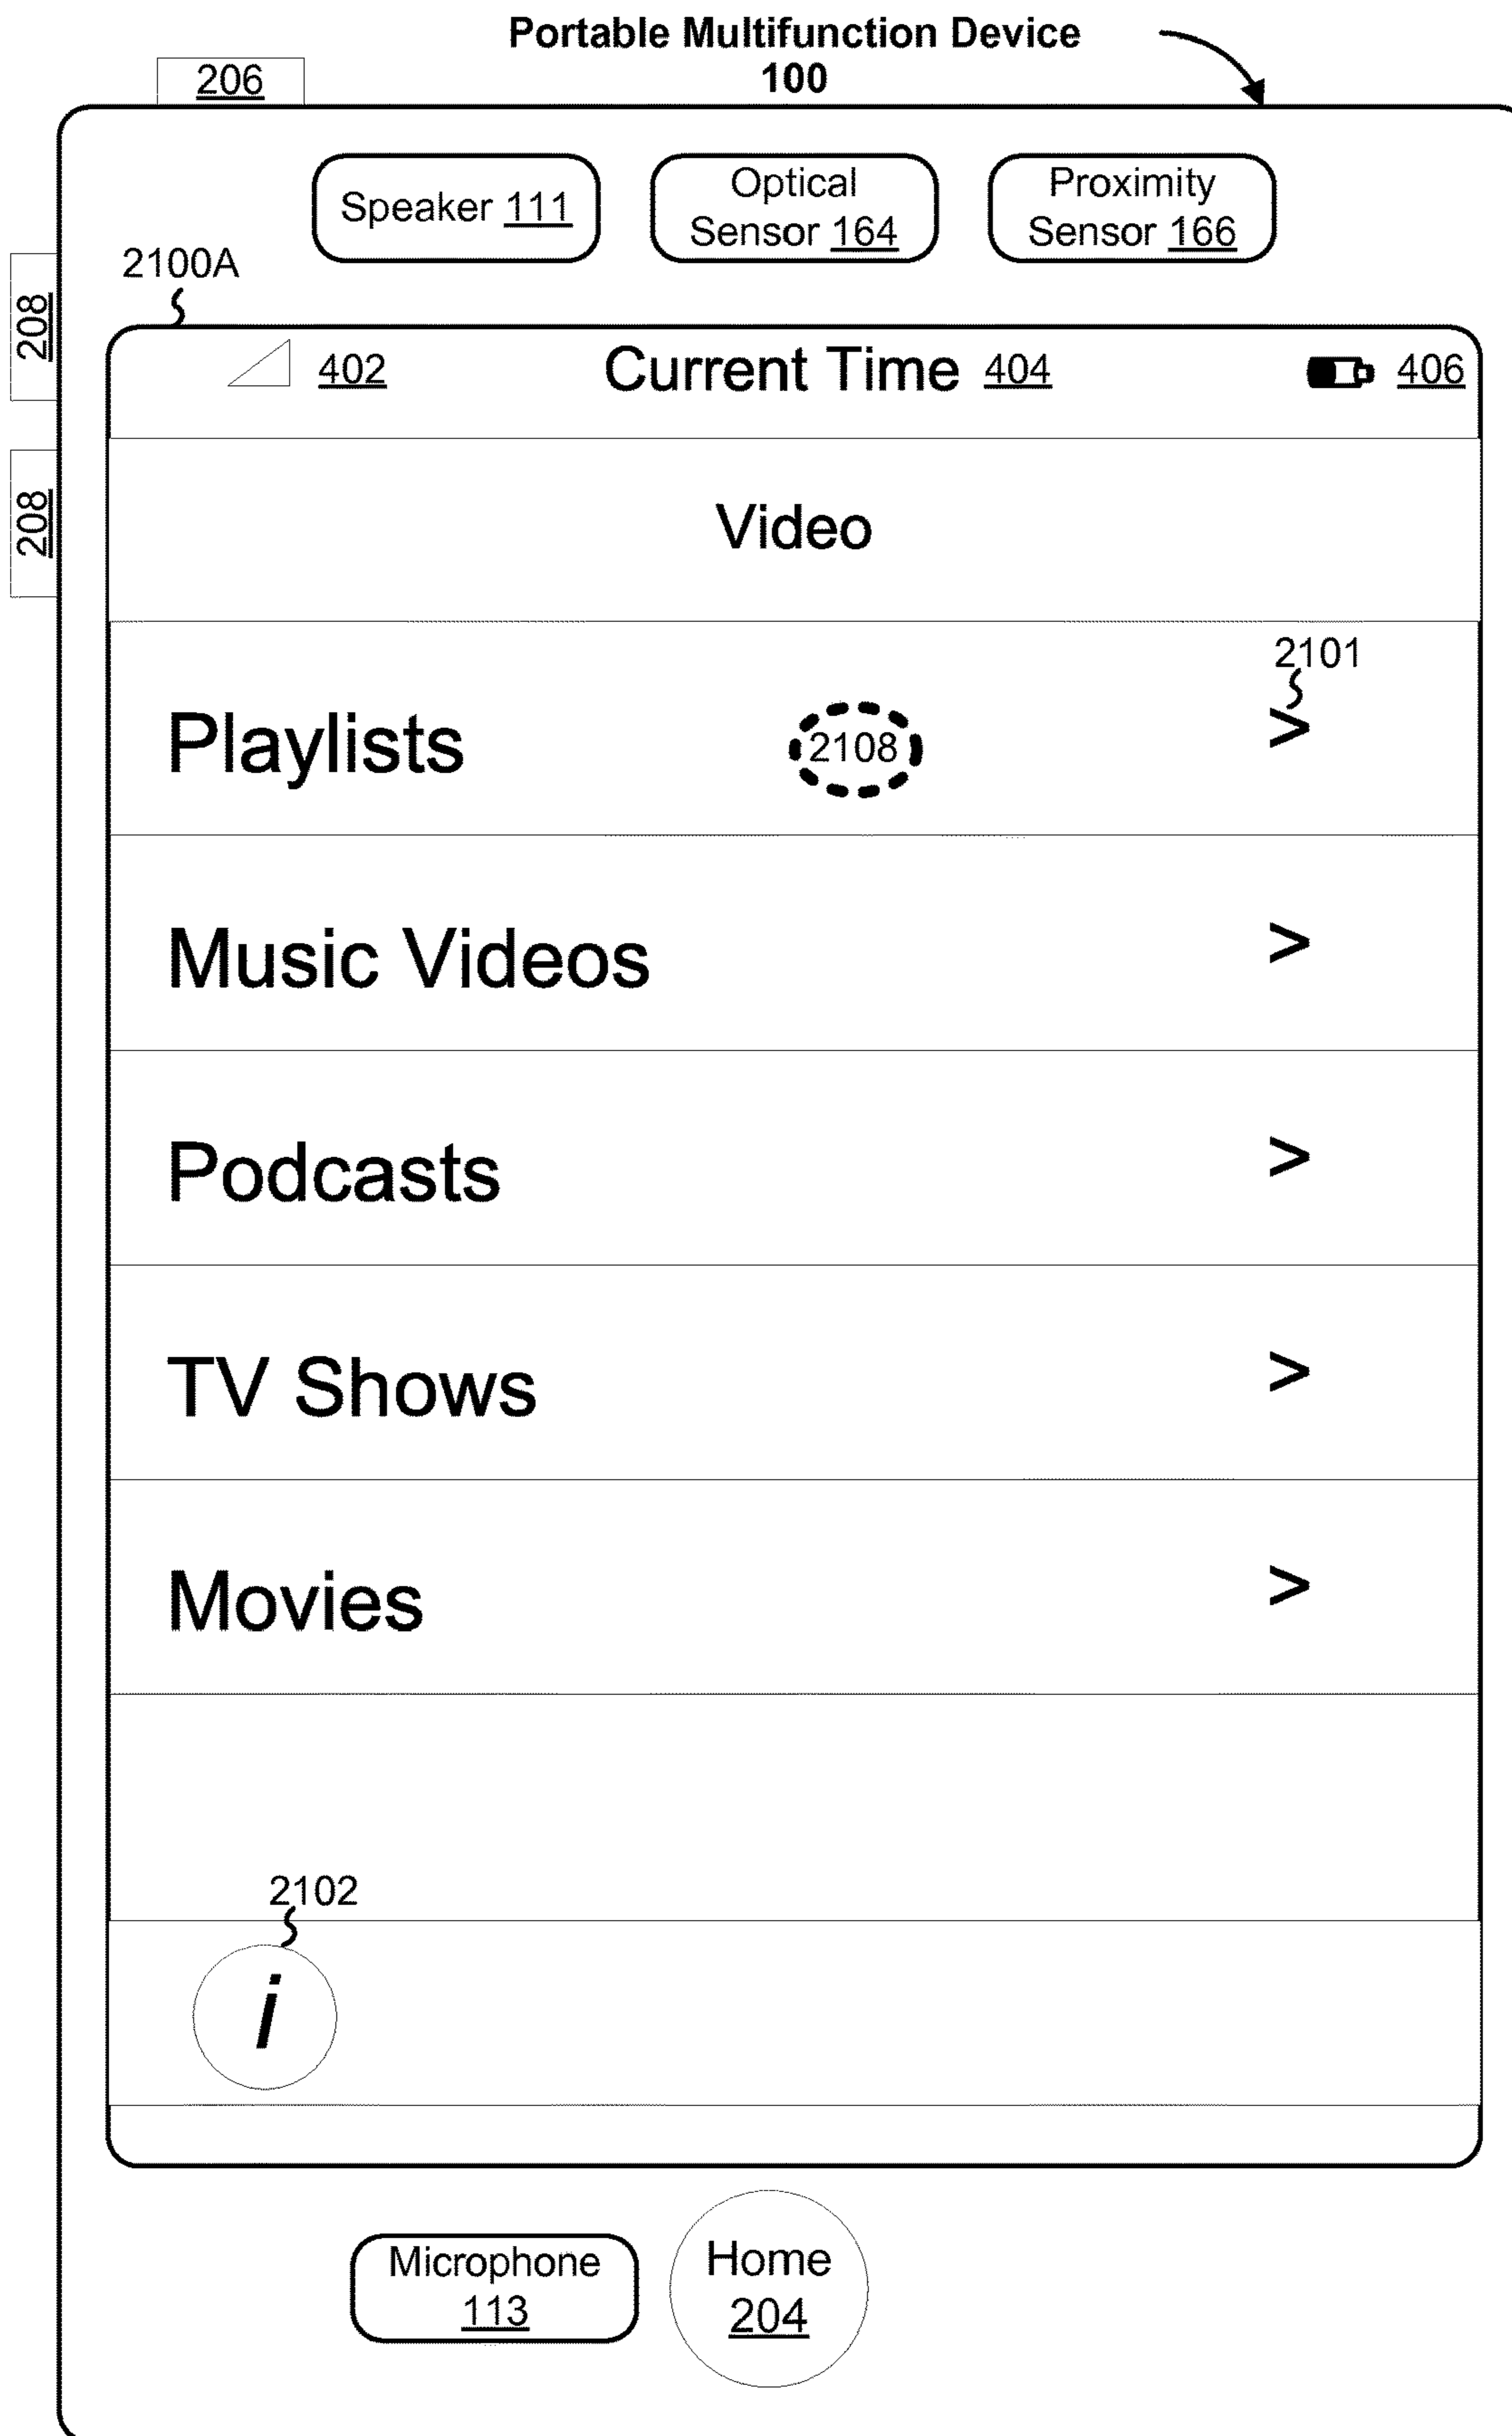 Portable Multifunction Device
100
206
Speaker 111
Optical
Sensor 164
Proximity
Sensor 166
2100A
208
402
Current Time 404
406
208
Video
2101
Playlists
2108
>
Music Videos
>
Podcasts
>
TV Shows
>
Movies
>
2102
i
Microphone
113
Home
204